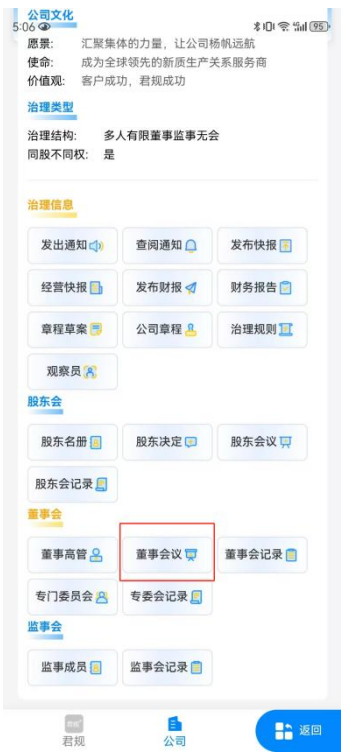 公司文化
5:06 95
愿景： 汇聚集体的力量，让公司杨帆远航
使命： 成为全球领先的新质生产关系服务商
价值观： 客户成功，君规成功
治理类型
治理结构： 多人有限董事监事无会
同股不同权： 是
治理信息
发出通知 查阅通知 发布快报
经营快报 发布财报 财务报告
章程草案 公司章程 治理规则
观察员
股东会
股东名册 股东决定 股东会议
股东会记录
董事会
董事高管 董事会议 董事会记录
专门委员会 专委会记录
监事会
监事成员 监事会记录
君规 公司 返回